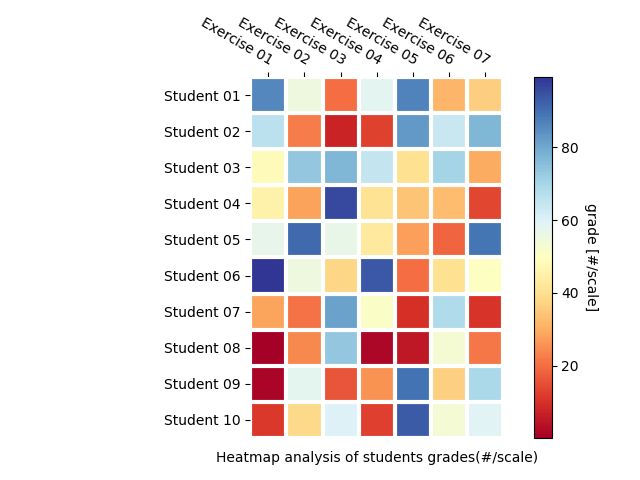 Exercise 01
Exercise 02
Exercise 03
Exercise 04
Exercise 05
Exercise 06
Exercise 07
Student 01
Student 02
Student 03
Student 04
Student 05
Student 06
Student 07
Student 08
Student 09
Student 10
80
60
40
20
grade [#/scale]
Heatmap analysis of students grades(#/scale)